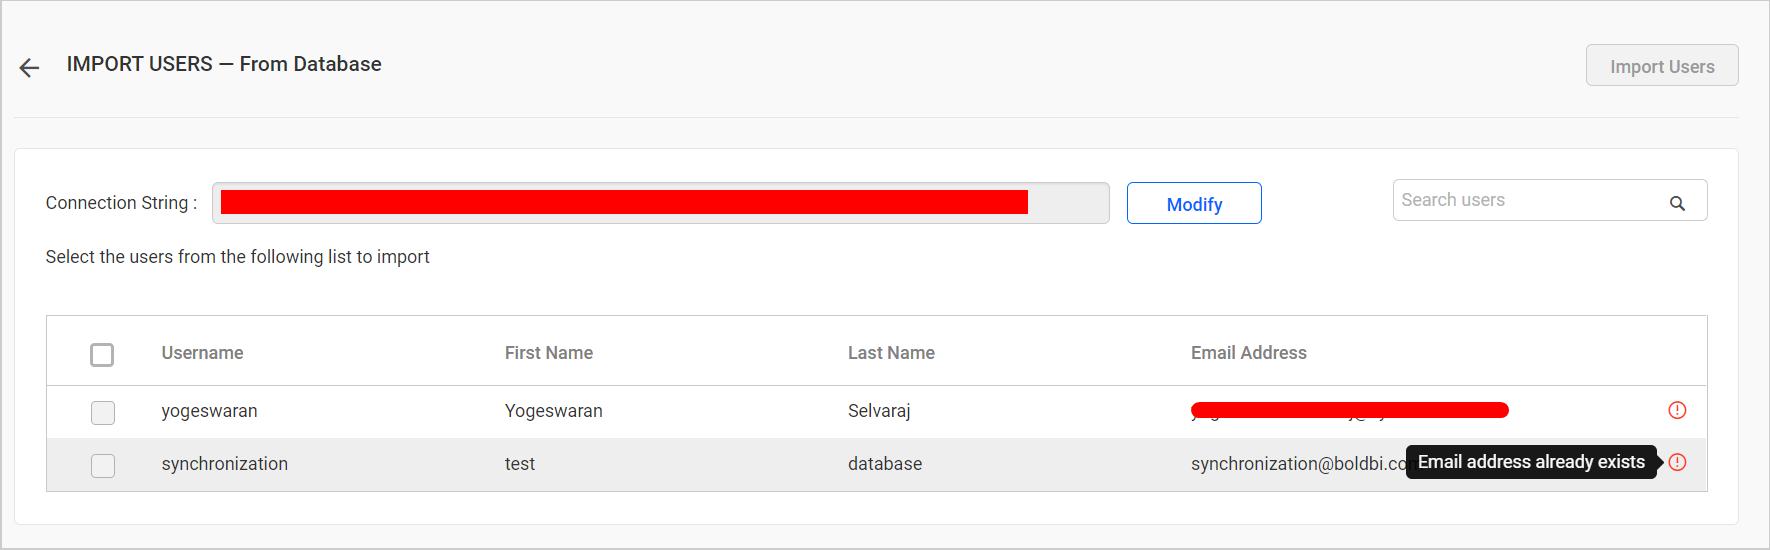 IMPORT USERS — From Database
Import Users
Connection String :
Modify
Search users
Select the users from the following list to import
Username First Name Last Name Email Address
yogeswaran Yogeswaran Selvaraj
synchronization test database synchronization@boldbi.co
Email address already exists